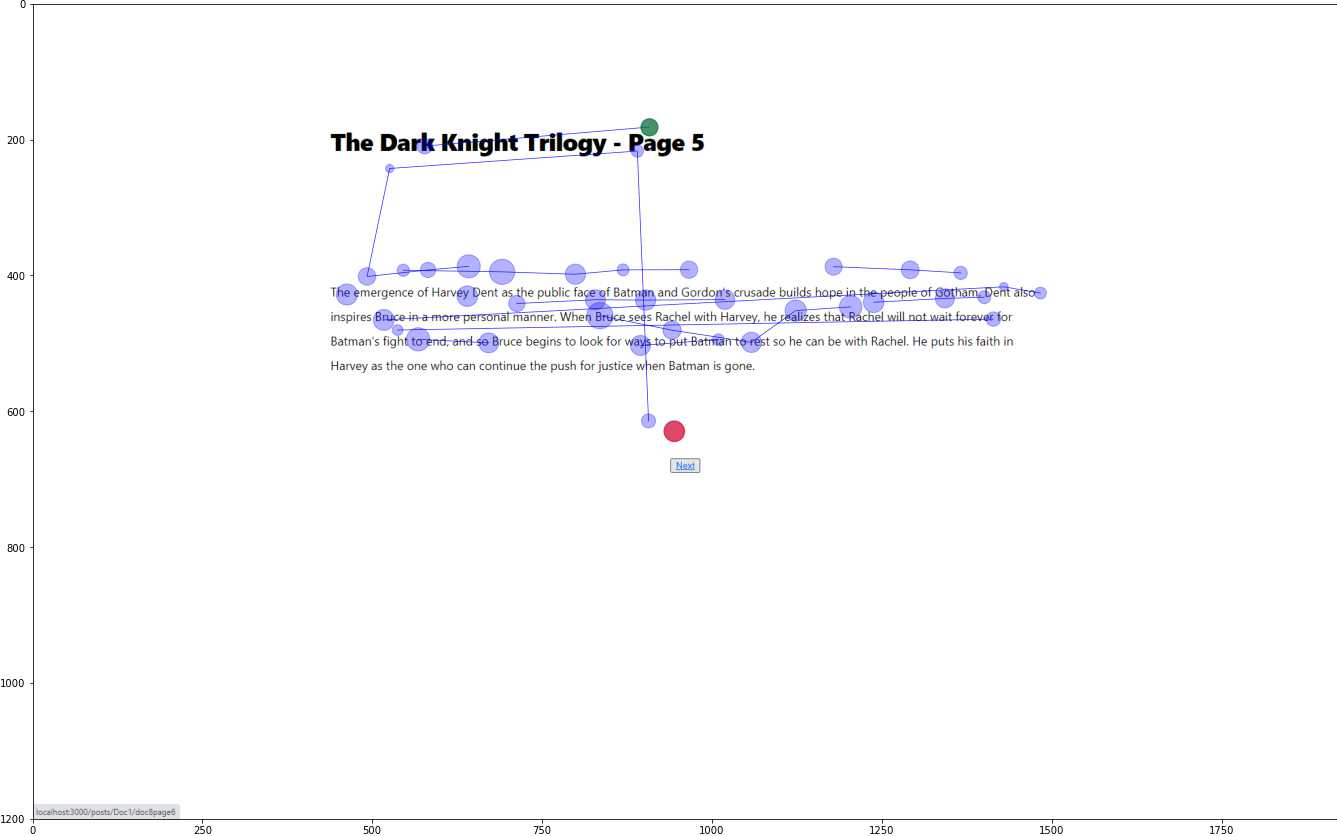 The Dark Knight Trilogy - Page 5
The emergence of Harvey Dent as the public face of Batman and Gordon's crusade builds hope in the people of Gotham. Dent also
inspires Bruce in a more personal manner. When Bruce sees Rachel with Harvey, he realizes that Rachel will not wait forever for
Batman's fight to end, and so Bruce begins to look for ways to put Batman to rest so he can be with Rachel. He puts his faith in
Harvey as the one who can continue the push for justice when Batman is gone.
Next
localhost:3000/posts/Doc1/doc8page6
0
200
400
600
800
1000
1200
0 250 500 750 1000 1250 1500 1750